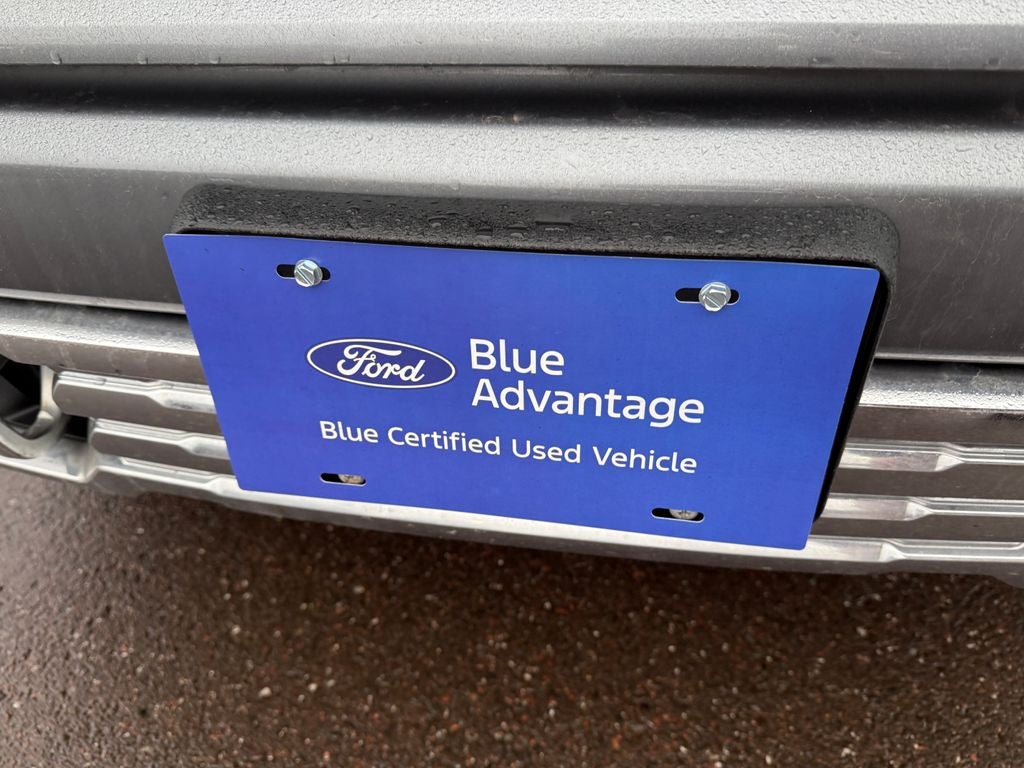 Ford
Blue
Advantage
Blue Certified Used Vehicle